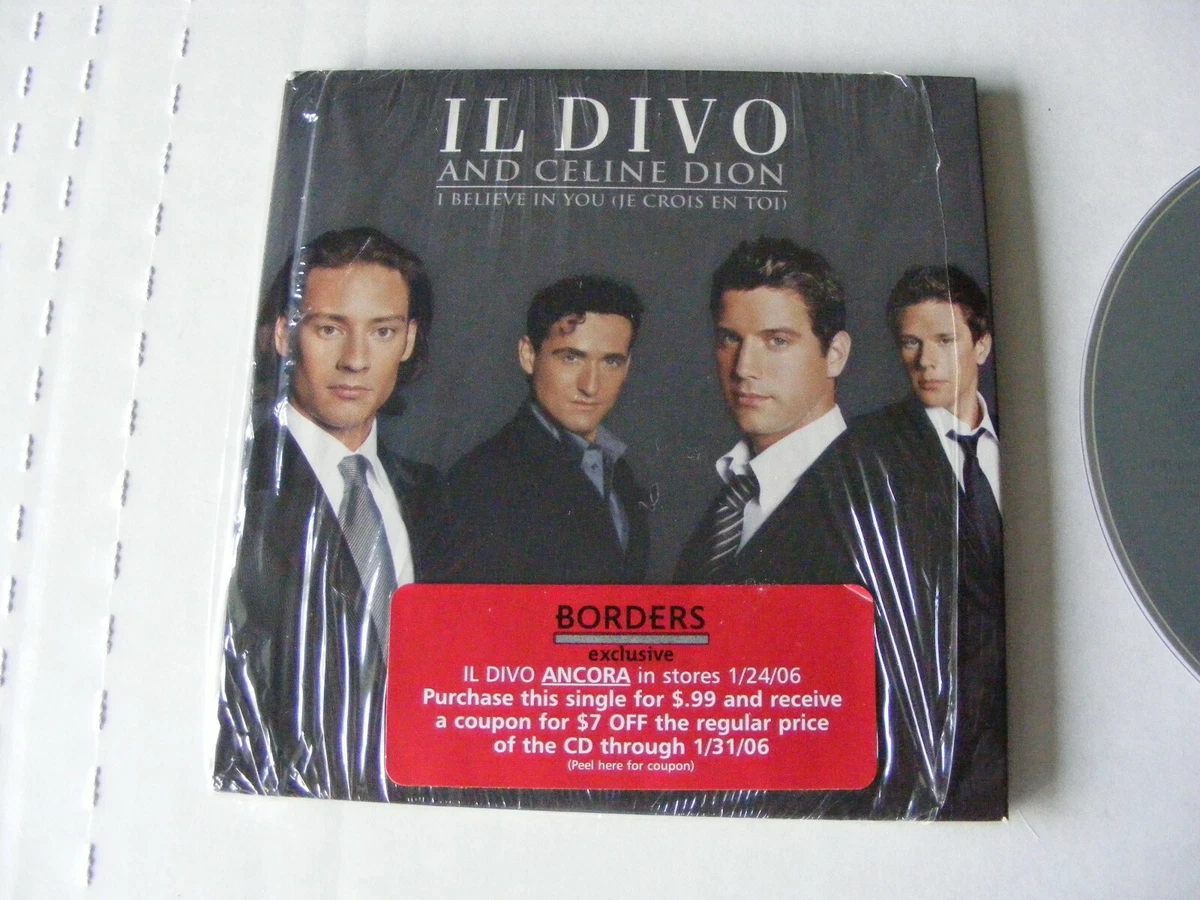 IL DIVO
AND CELINE DION
I BELIEVE IN YOU (JE CROIS EN TOI)
BORDERS
exclusive
IL DIVO ANCORA in stores 1/24/06
Purchase this single for $.99 and receive
a coupon for $7 OFF the regular price
of the CD through 1/31/06
(Peel here for coupon)